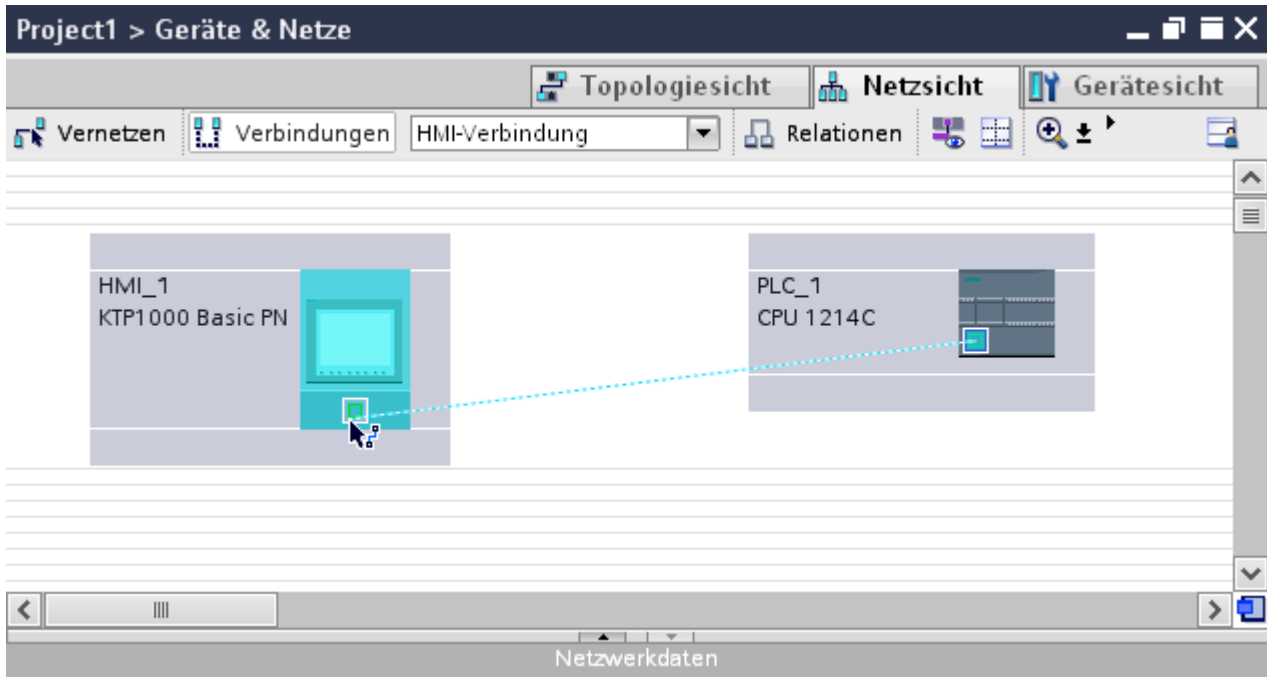 Project1 > Geräte & Netze
Topologiesicht Netzsicht Gerätesicht
Vernetzen Verbindungen HMI-Verbindung Relationen
HMI_1
KTP1000 Basic PN
PLC_1
CPU 1214C
Netzwerkdaten